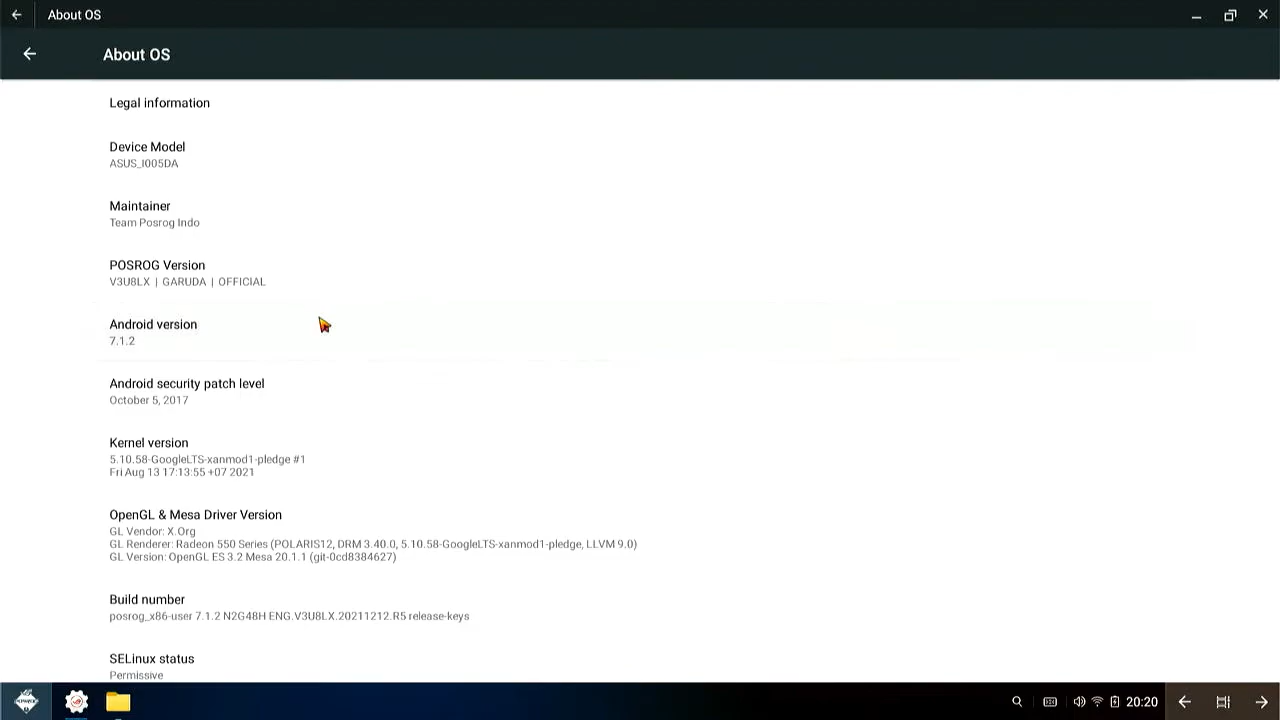 About OS
About OS
Legal information
Device Model
ASUS_I005DA
Maintainer
Team Posrog Indo
POSROG Version
V3U8LX | GARUDA | OFFICIAL
Android version
7.1.2
Android security patch level
October 5, 2017
Kernel version
5.10.58-GoogleLTS-xanmod1-pledge #1
Fri Aug 13 17:13:55 +07 2021
OpenGL & Mesa Driver Version
GL Vendor: X.Org
GL Renderer: Radeon 550 Series (POLARIS12, DRM 3.40.0, 5.10.58-GoogleLTS-xanmod1-pledge, LLVM 9.0)
GL Version: OpenGL ES 3.2 Mesa 20.1.1 (git-0cd8384627)
Build number
posrog_x86-user 7.1.2 N2G48H ENG.V3U8LX.20211212.R5 release-keys
SELinux status
Permissive
20:20